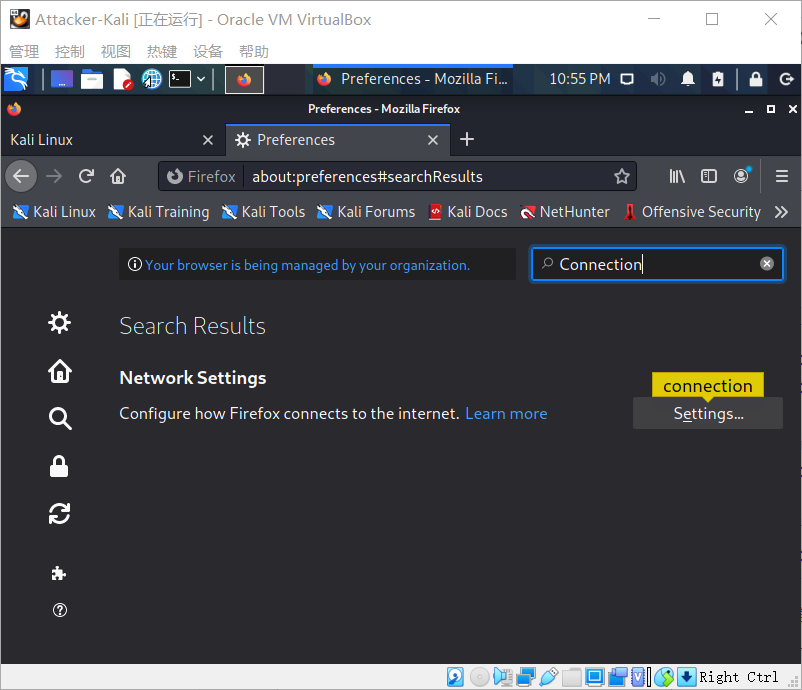 Attacker-Kali [正在运行] - Oracle VM VirtualBox
管理 控制 视图 热键 设备 帮助
Preferences - Mozilla Fi... 10:55 PM
Preferences - Mozilla Firefox
Kali Linux Preferences
Firefox about:preferences#searchResults
Kali Linux Kali Training Kali Tools Kali Forums Kali Docs NetHunter Offensive Security
Your browser is being managed by your organization. Connection
Search Results
Network Settings
connection
Configure how Firefox connects to the internet. Learn more Settings...
Right Ctrl